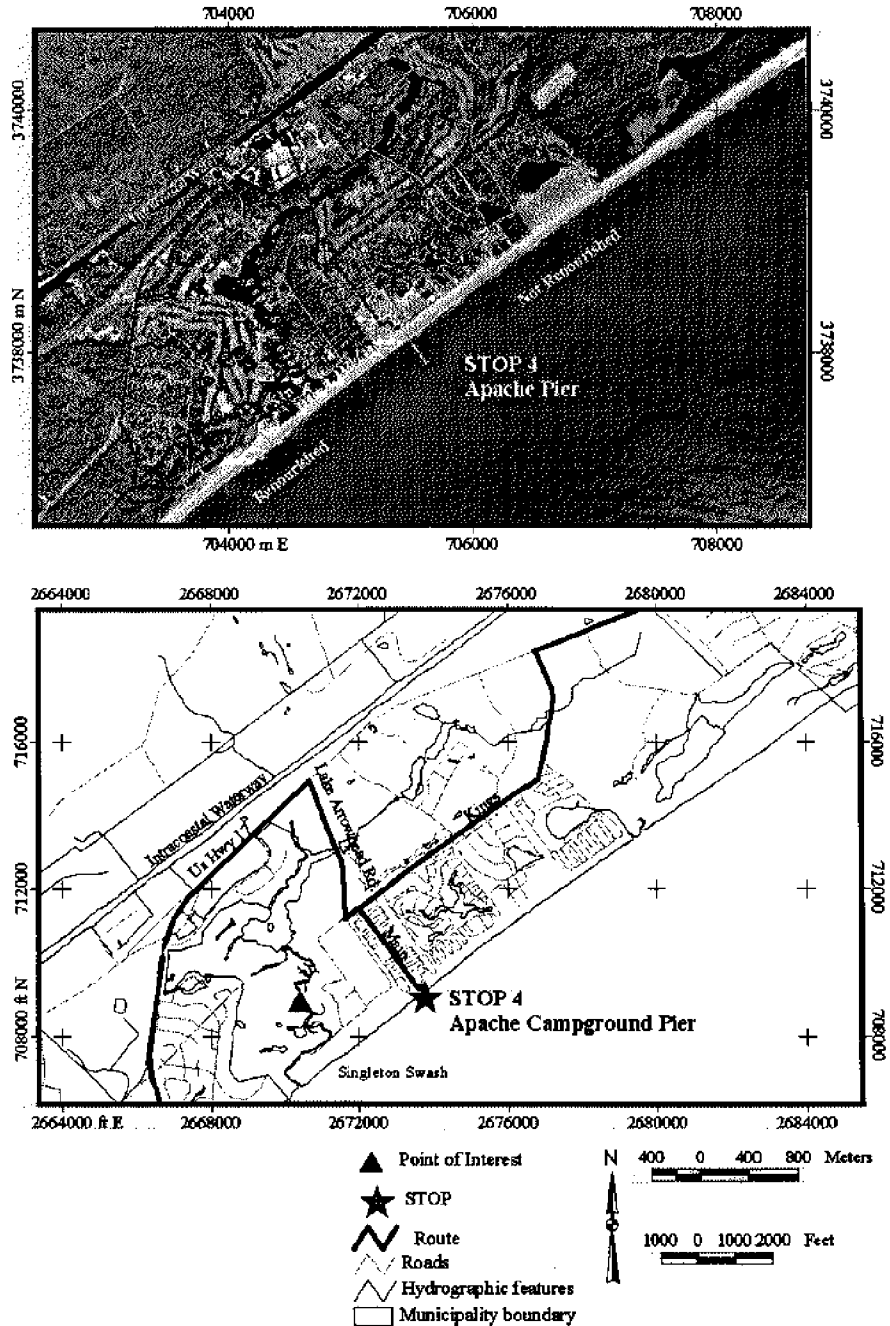 704000 706000 708000
3740000
3740000
Intracoastal W
Not Renourished
3738000 m N
3738000
STOP 4
Apache Pier
Renourished
704000 m E 706000 708000
2664000 2668000 2672000 2676000 2680000 2684000
716000
716000
Intracoastal Waterway
Lake Arrowhead Rd.
Kings
Us Hwy 17
712000
712000
Main
STOP 4
Apache Campground Pier
708000 ft N
708000
Singleton Swash
2664000 ft E 2668000 2672000 2676000 2680000 2684000
Point of Interest
N
400 0 400 800 Meters
STOP
Route
1000 0 1000 2000 Feet
Roads
Hydrographic features
Municipality boundary